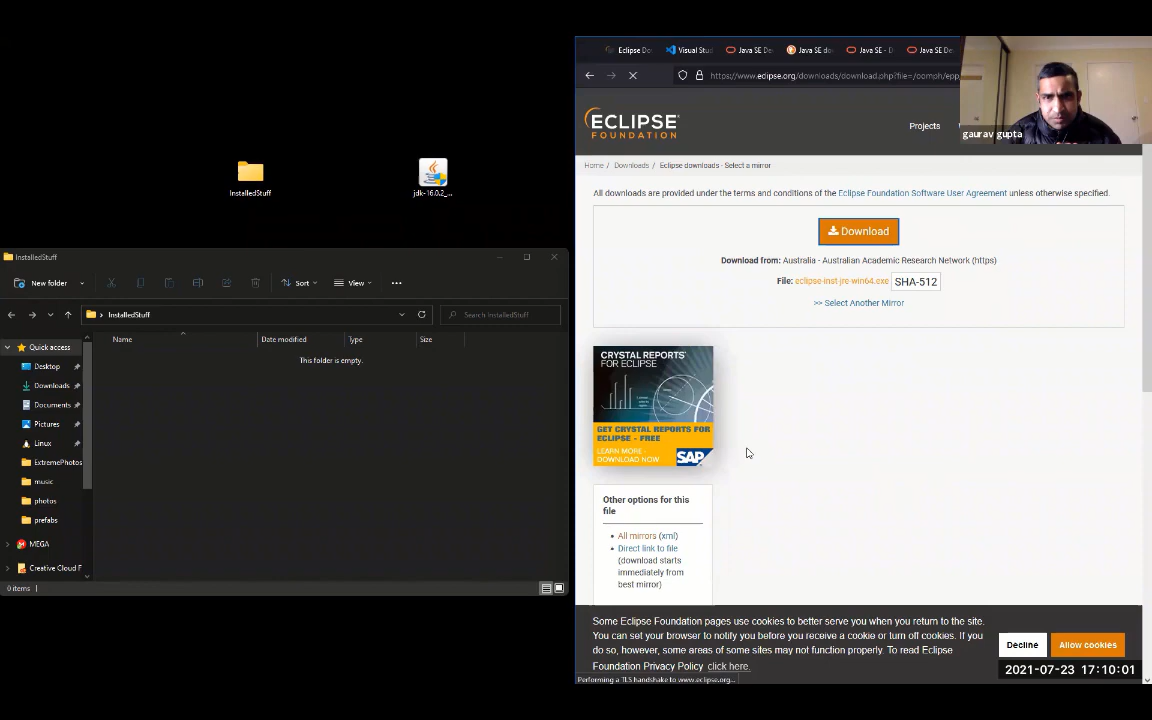 InstalledStuff
jdk-16.0.2_...
InstalledStuff
New folder
Sort
View
InstalledStuff
Search InstalledStuff
Name
Date modified
Type
Size
This folder is empty.
Quick access
Desktop
Downloads
Documents
Pictures
Linux
ExtremePhotos
music
photos
prefabs
MEGA
Creative Cloud F
0 items
Eclipse Do
Visual Stu
Java SE De
Java SE do
Java SE - D
Java SE De
https://www.eclipse.org/downloads/download.php?file=/oomph/epp
gaurav gupta
ECLIPSE
FOUNDATION
Projects
Home / Downloads / Eclipse downloads - Select a mirror
All downloads are provided under the terms and conditions of the Eclipse Foundation Software User Agreement unless otherwise specified.
Download
Download from: Australia - Australian Academic Research Network (https)
File: eclipse-inst-jre-win64.exe SHA-512
>> Select Another Mirror
CRYSTAL REPORTS
FOR ECLIPSE
GET CRYSTAL REPORTS FOR
ECLIPSE - FREE
LEARN MORE -
DOWNLOAD NOW
SAP
Other options for this
file
All mirrors (xml)
Direct link to file
(download starts
immediately from
best mirror)
Some Eclipse Foundation pages use cookies to better serve you when you return to the site.
You can set your browser to notify you before you receive a cookie or turn off cookies. If you
do so, however, some areas of some sites may not function properly. To read Eclipse
Foundation Privacy Policy click here.
Decline
Allow cookies
2021-07-23 17:10:01
Performing a TLS handshake to www.eclipse.org...